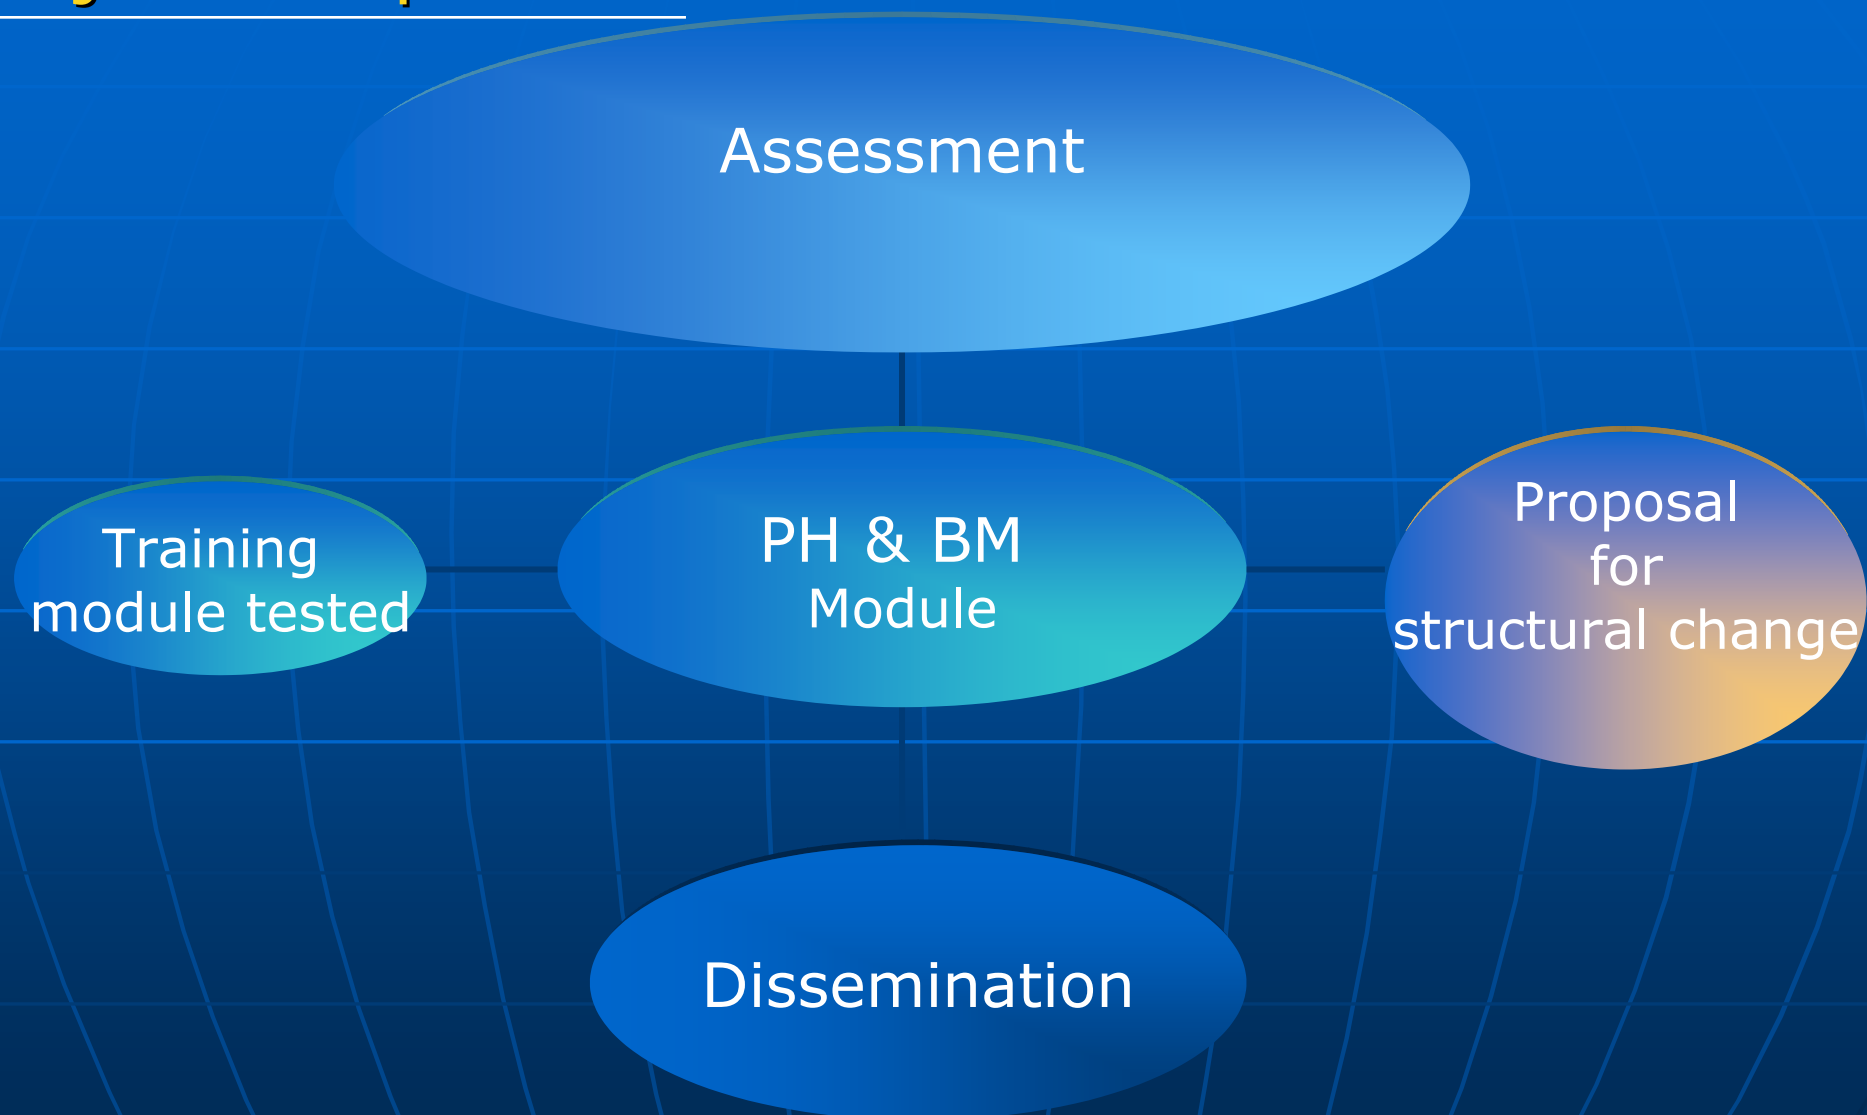 Assessment
PH & BM
Module
Training
module tested
Proposal
for
structural change
Dissemination